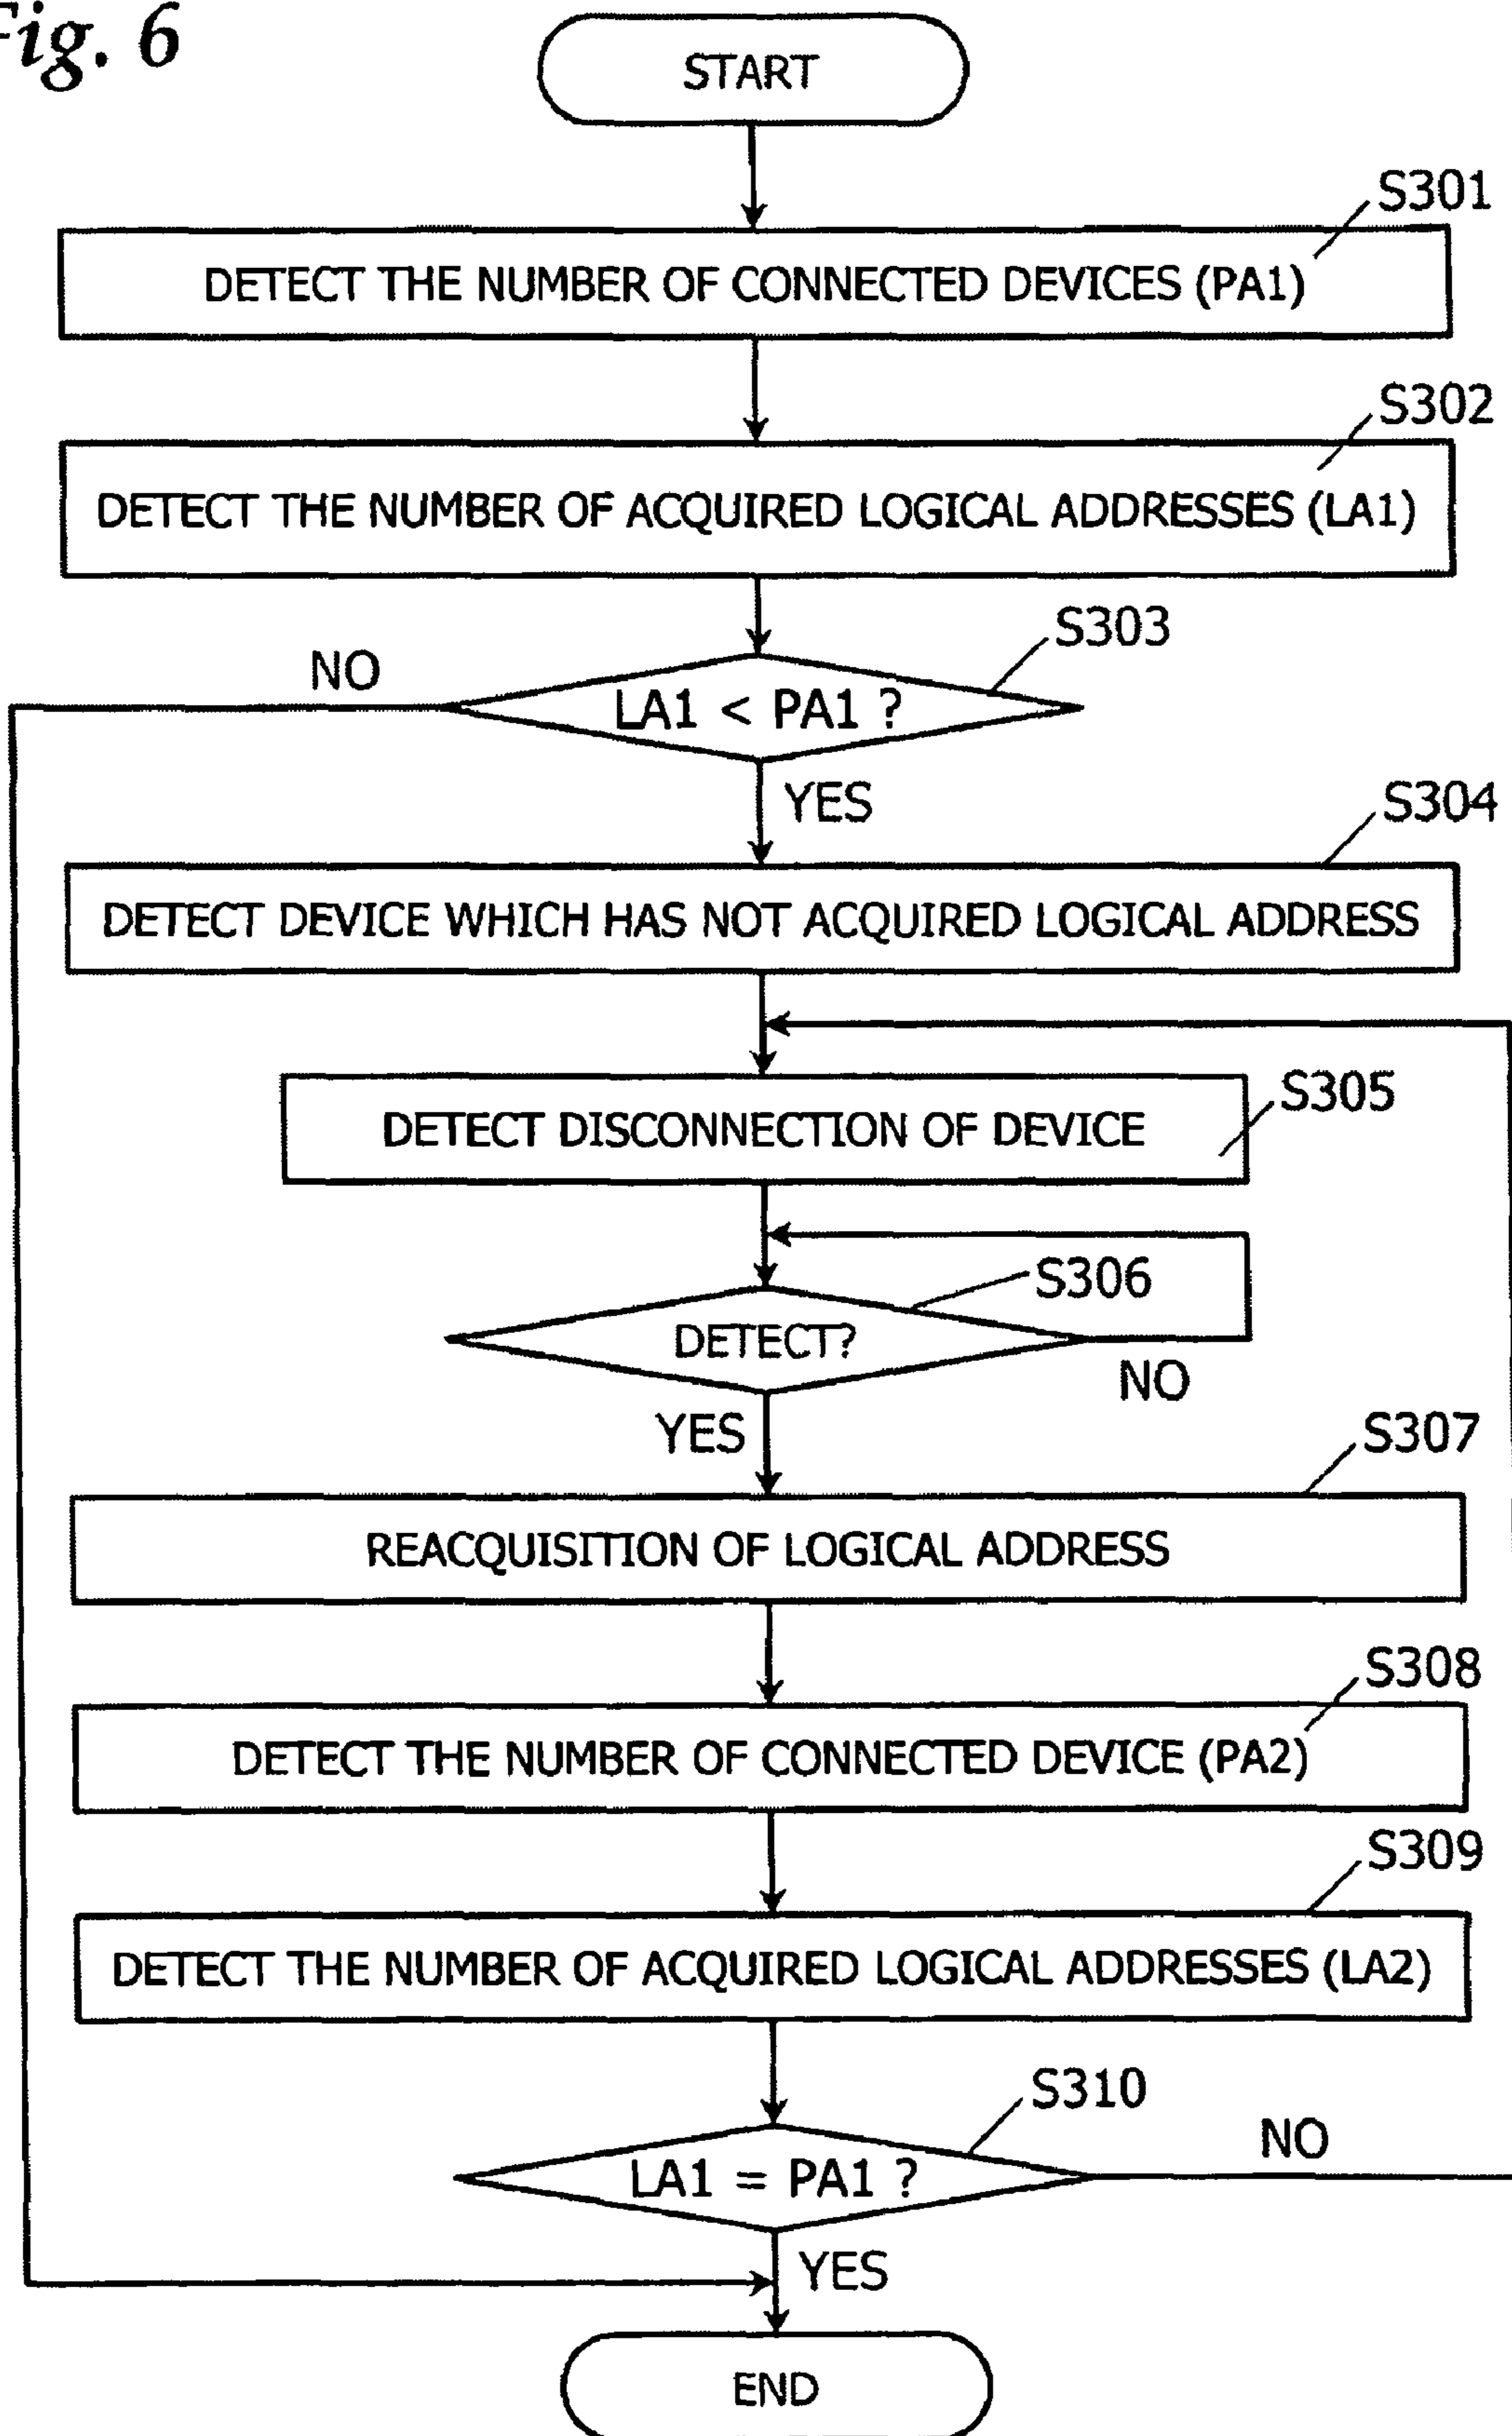 Fig. 6
START
S301
DETECT THE NUMBER OF CONNECTED DEVICES (PA1)
S302
DETECT THE NUMBER OF ACQUIRED LOGICAL ADDRESSES (LA1)
S303
NO
LA1 < PA1 ?
YES
S304
DETECT DEVICE WHICH HAS NOT ACQUIRED LOGICAL ADDRESS
S305
DETECT DISCONNECTION OF DEVICE
S306
DETECT?
NO
YES
S307
REACQUISITION OF LOGICAL ADDRESS
S308
DETECT THE NUMBER OF CONNECTED DEVICE (PA2)
S309
DETECT THE NUMBER OF ACQUIRED LOGICAL ADDRESSES (LA2)
S310
NO
LA1 = PA1 ?
YES
END